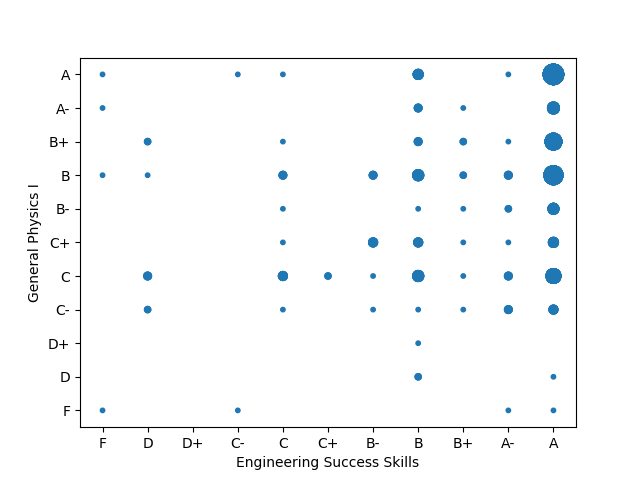 General Physics I
A
A-
B+
B
B-
C+
C
C-
D+
D
F
F D D+ C- C C+ B- B B+ A- A
Engineering Success Skills